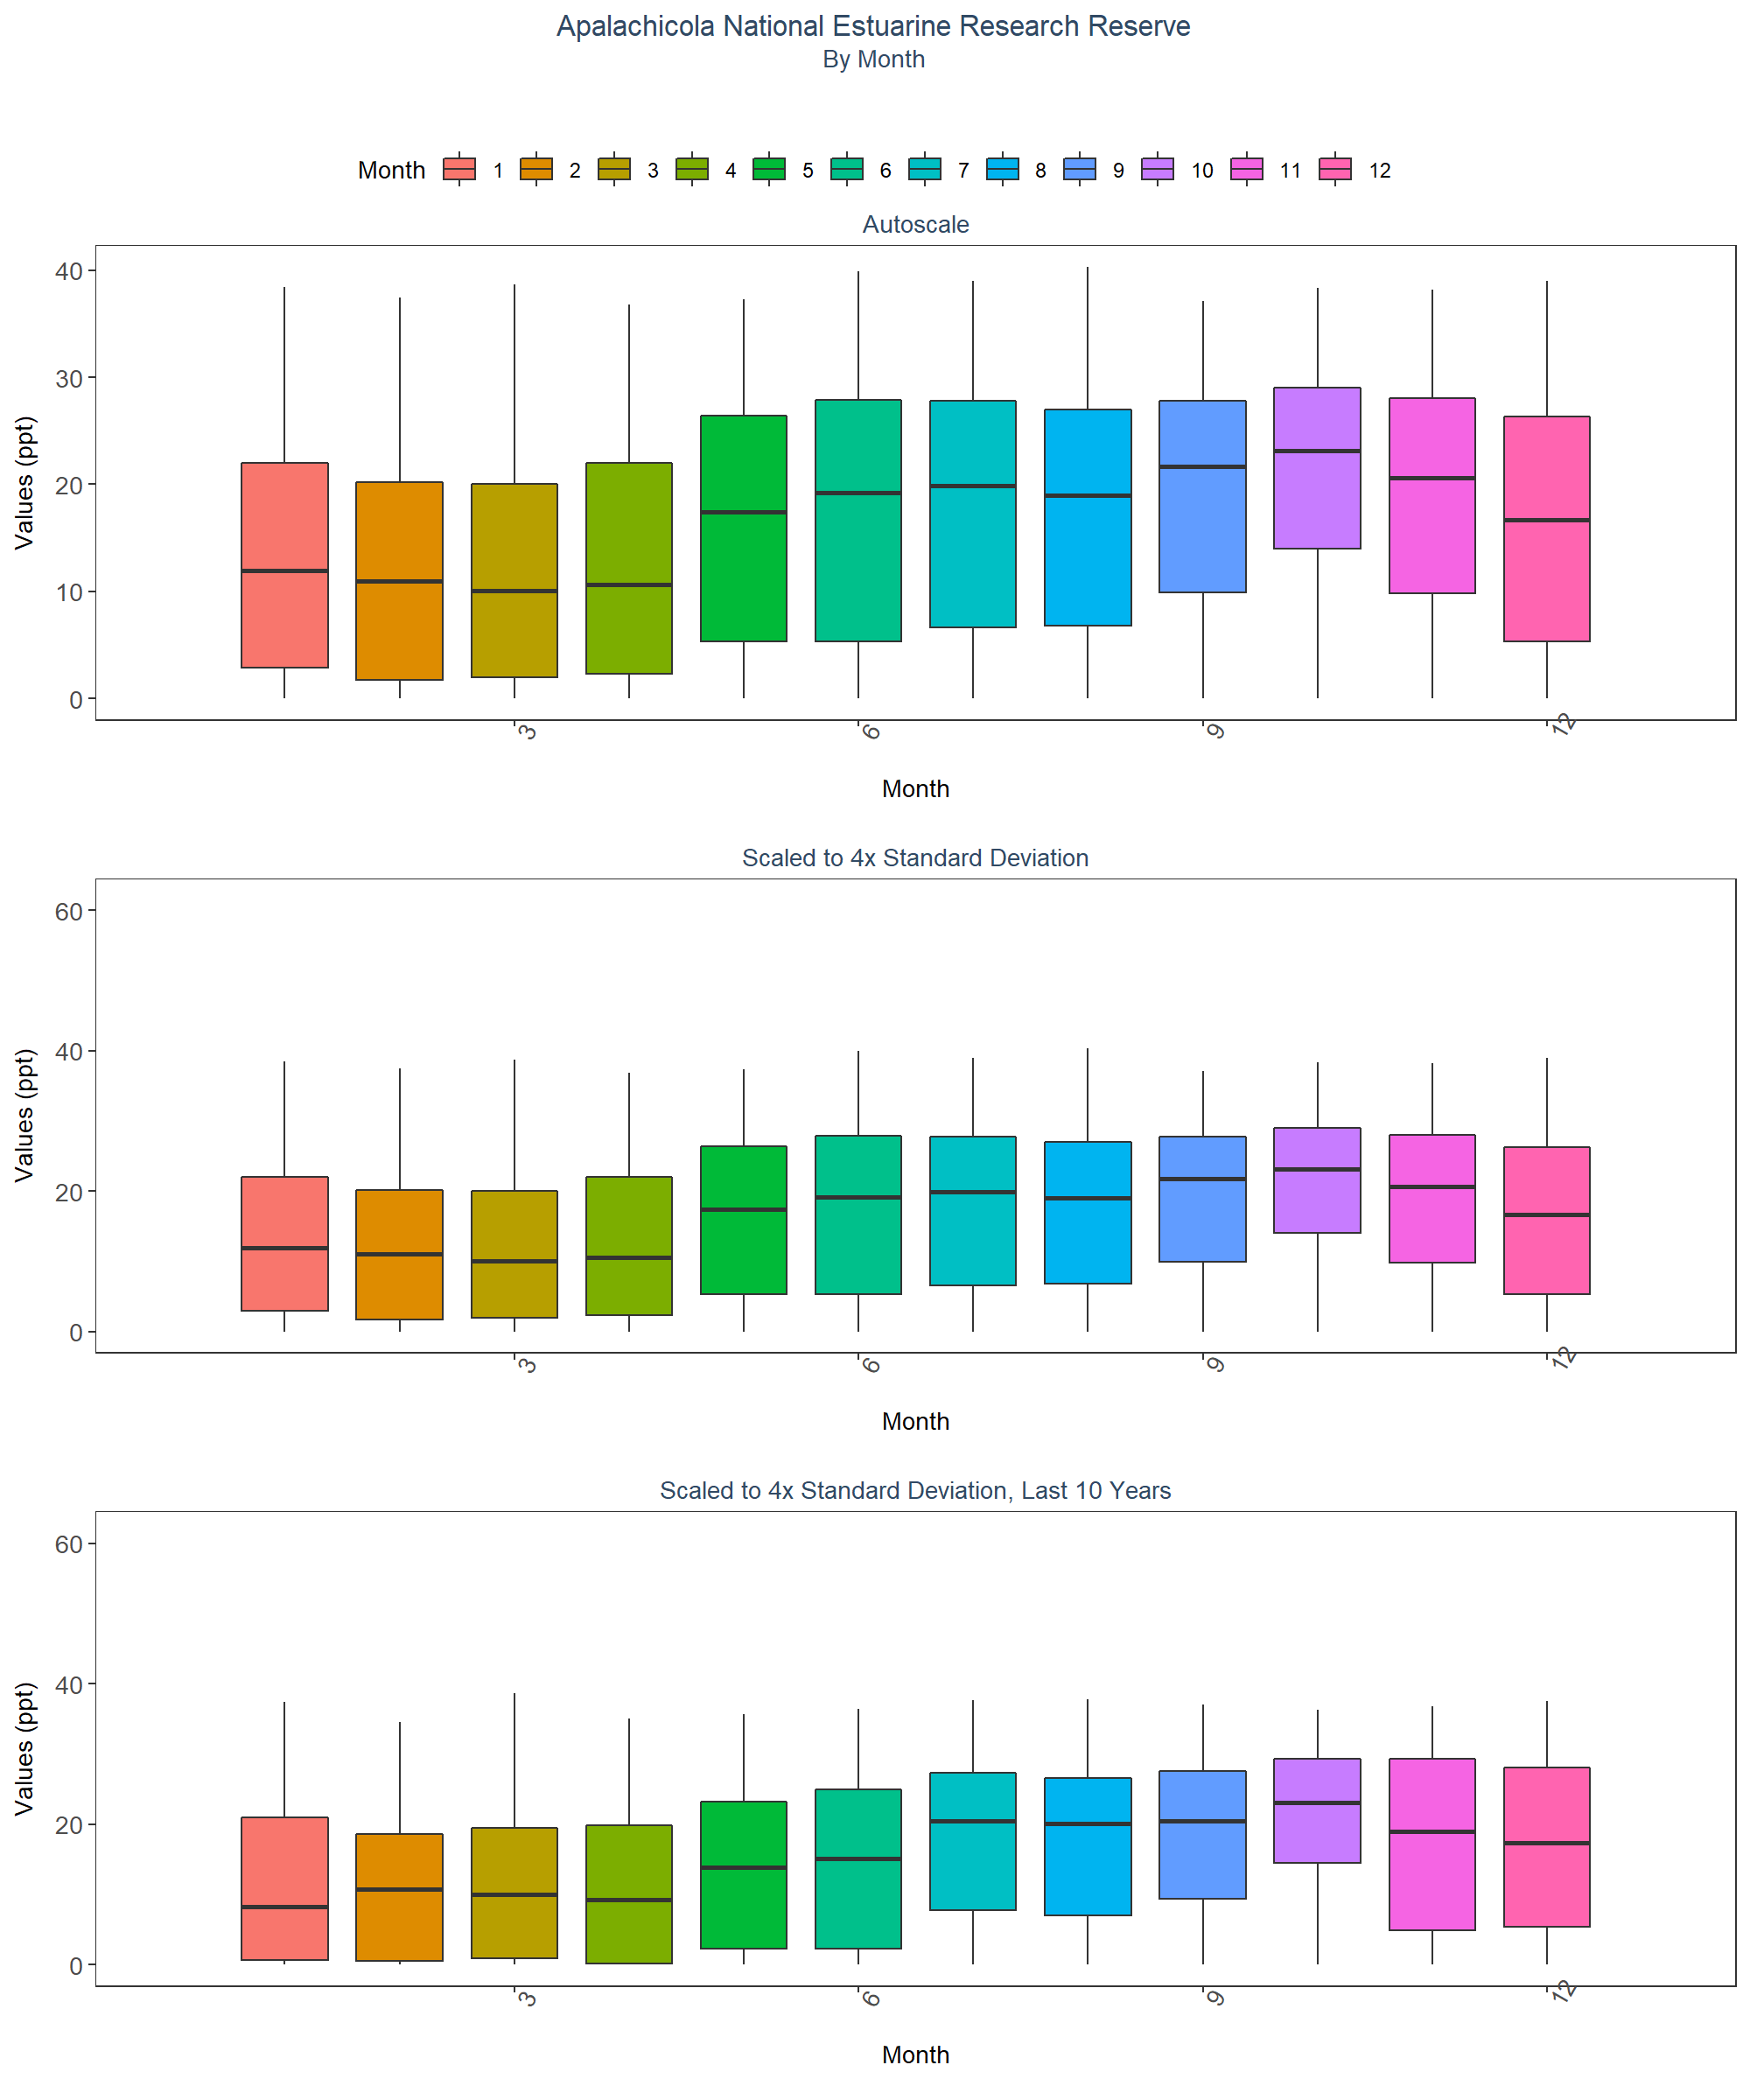 Apalachicola National Estuarine Research Reserve
By Month
Month 1 2 3 4 5 6 7 8 9 10 11 12
Autoscale
Values (ppt)
40
30
20
10
0
3 6 9 12
Month
Scaled to 4x Standard Deviation
Values (ppt)
60
40
20
0
3 6 9 12
Month
Scaled to 4x Standard Deviation, Last 10 Years
Values (ppt)
60
40
20
0
3 6 9 12
Month